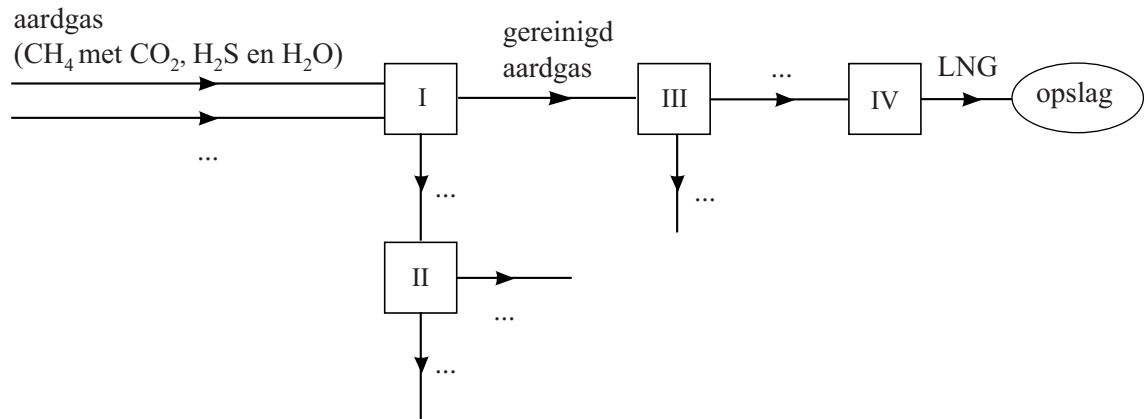 aardgas
(CH₄ met CO₂, H₂S en H₂O)
...
I
gereinigd
aardgas
III
...
IV
LNG
opslag
...
...
II
...
...